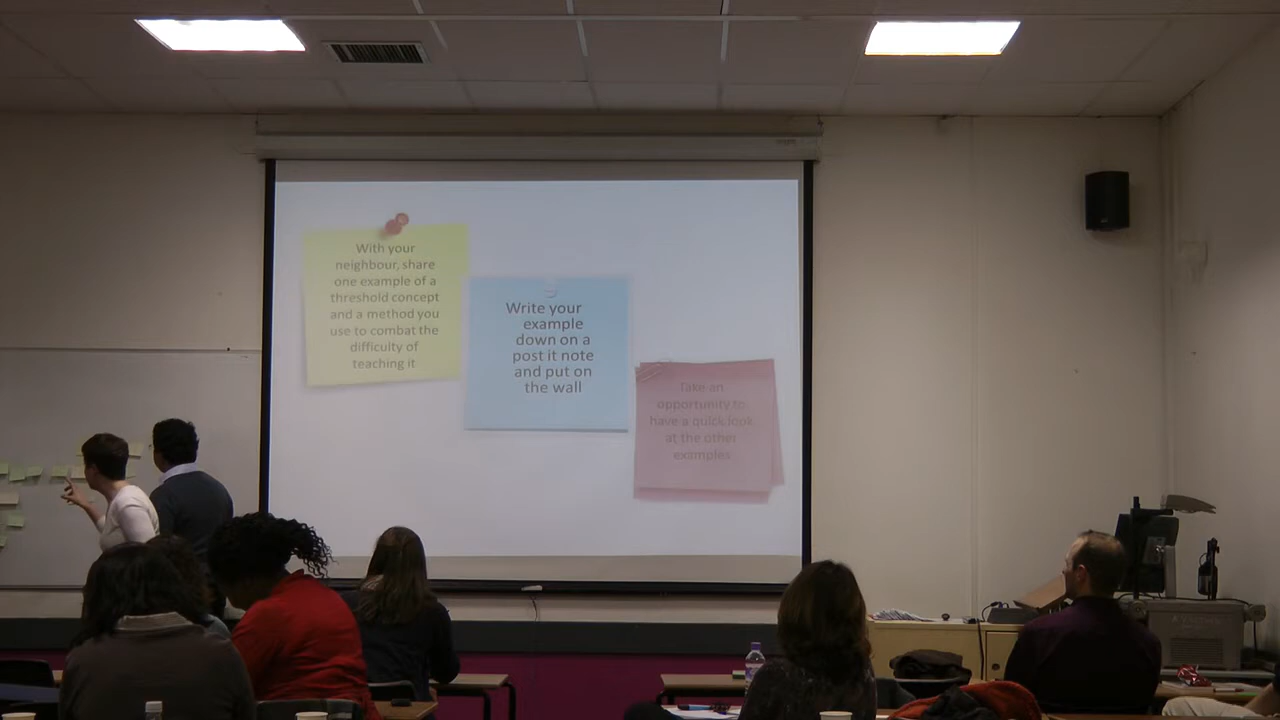 With your
neighbour, share
one example of a
threshold concept
and a method you
use to combat the
difficulty of
teaching it
Write your
example
down on a
post it note
and put on
the wall
Take an
opportunity to
have a quick look
at the other
examples